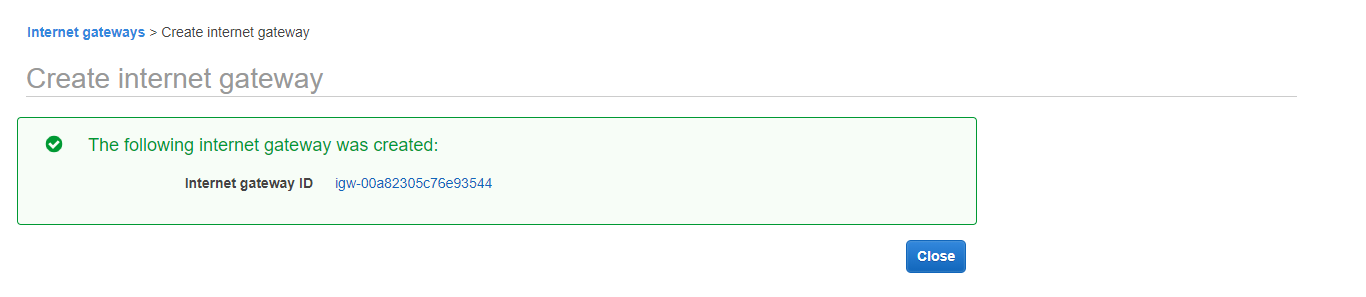 Internet gateways > Create internet gateway
Create internet gateway
The following internet gateway was created:
Internet gateway ID igw-00a82305c76e93544
Close